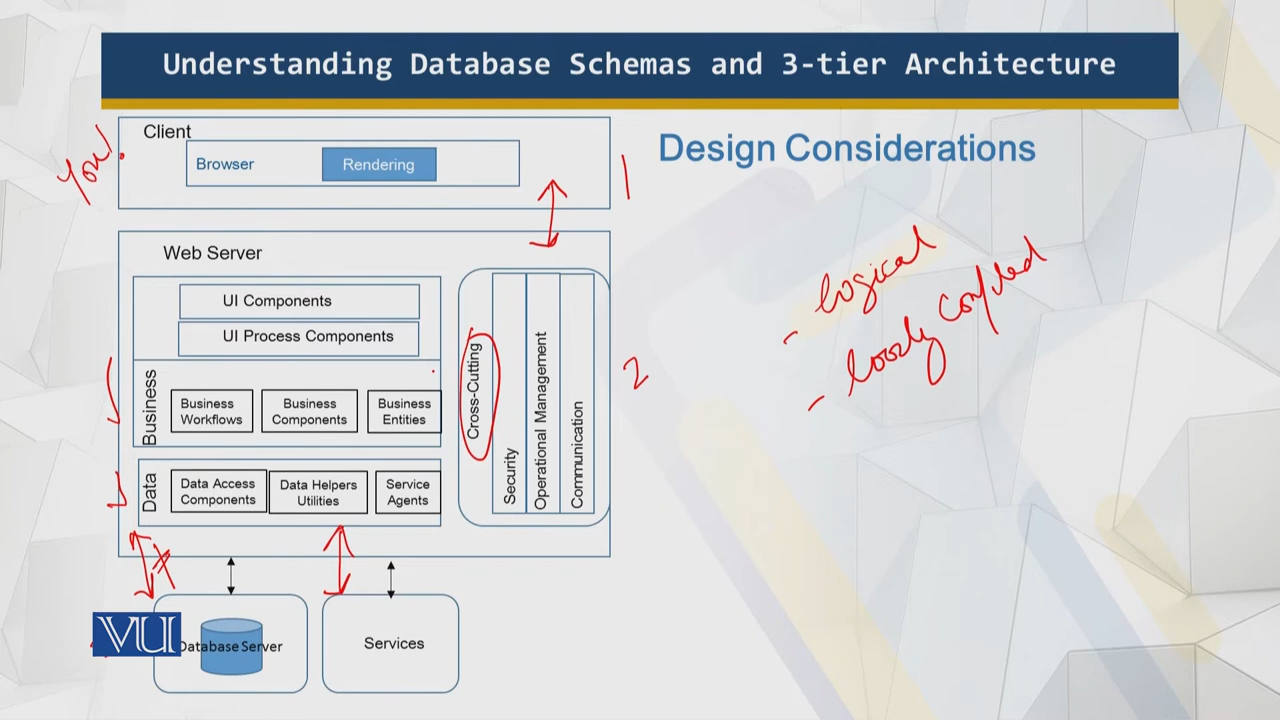 Understanding Database Schemas and 3-tier Architecture
Client
Browser
Rendering
You!
1
Design Considerations
- logical
- loosely coupled
Web Server
UI Components
UI Process Components
Business
Business Workflows
Business Components
Business Entities
Data
Data Access Components
Data Helpers Utilities
Service Agents
Cross-Cutting
Security
Operational Management
Communication
2
VU
Database Server
Services